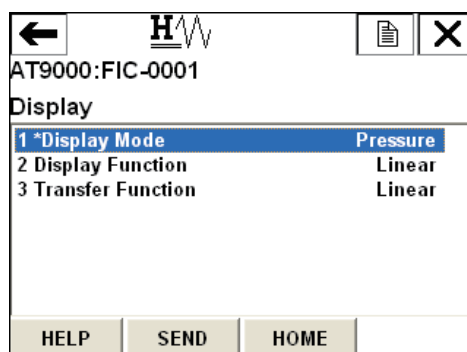 H
AT9000:FIC-0001
Display
1 *Display Mode Pressure
2 Display Function Linear
3 Transfer Function Linear
HELP SEND HOME